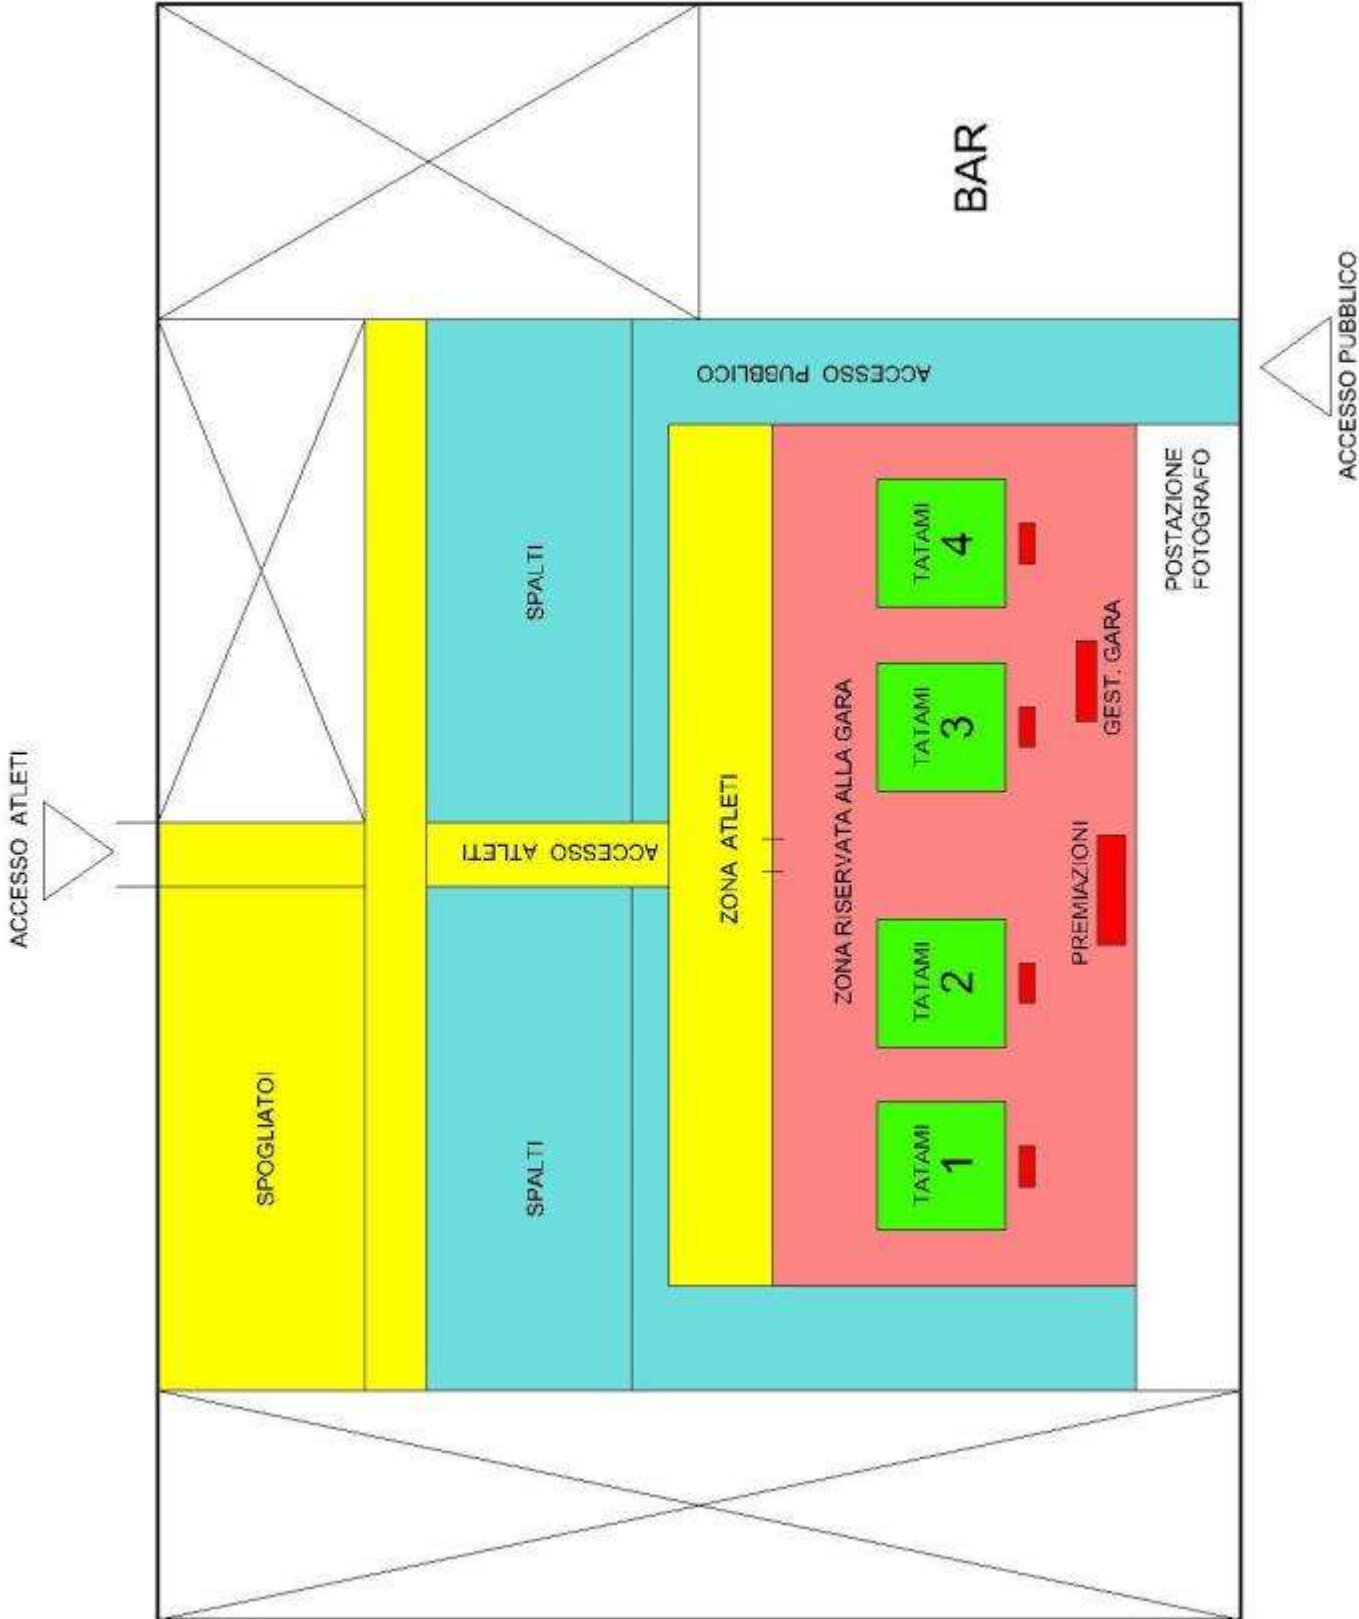 ACCESSO ATLETI
SPOGLIATOI
SPALTI
SPALTI
ACCESSO ATLETI
ACCESSO PUBBLICO
BAR
ZONA ATLETI
ZONA RISERVATA ALLA GARA
TATAMI
1
TATAMI
2
TATAMI
3
TATAMI
4
PREMIAZIONI
GEST. GARA
POSTAZIONE
FOTOGRAFO
ACCESSO PUBBLICO